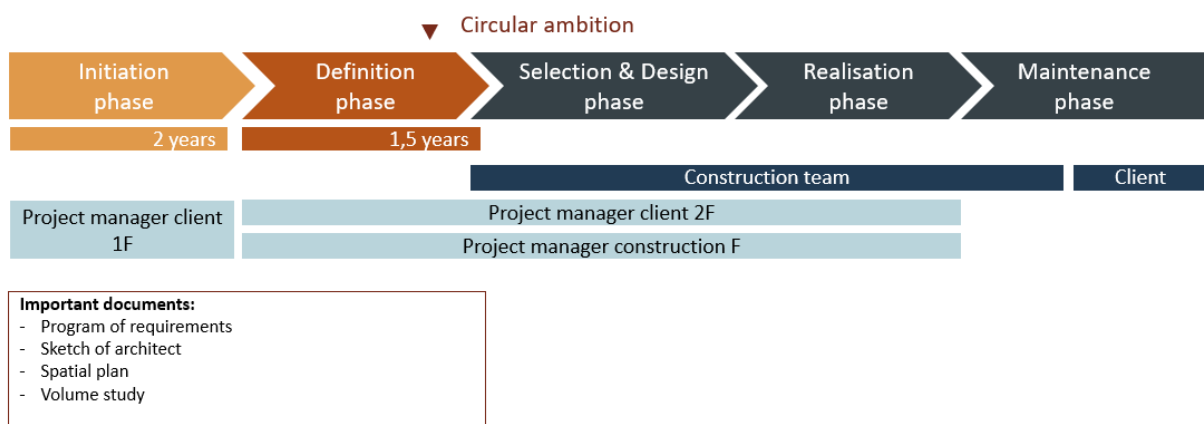 Circular ambition
Initiation
phase
Definition
phase
Selection & Design
phase
Realisation
phase
Maintenance
phase
2 years
1,5 years
Construction team
Client
Project manager client
1F
Project manager client 2F
Project manager construction F
Important documents:
- Program of requirements
- Sketch of architect
- Spatial plan
- Volume study